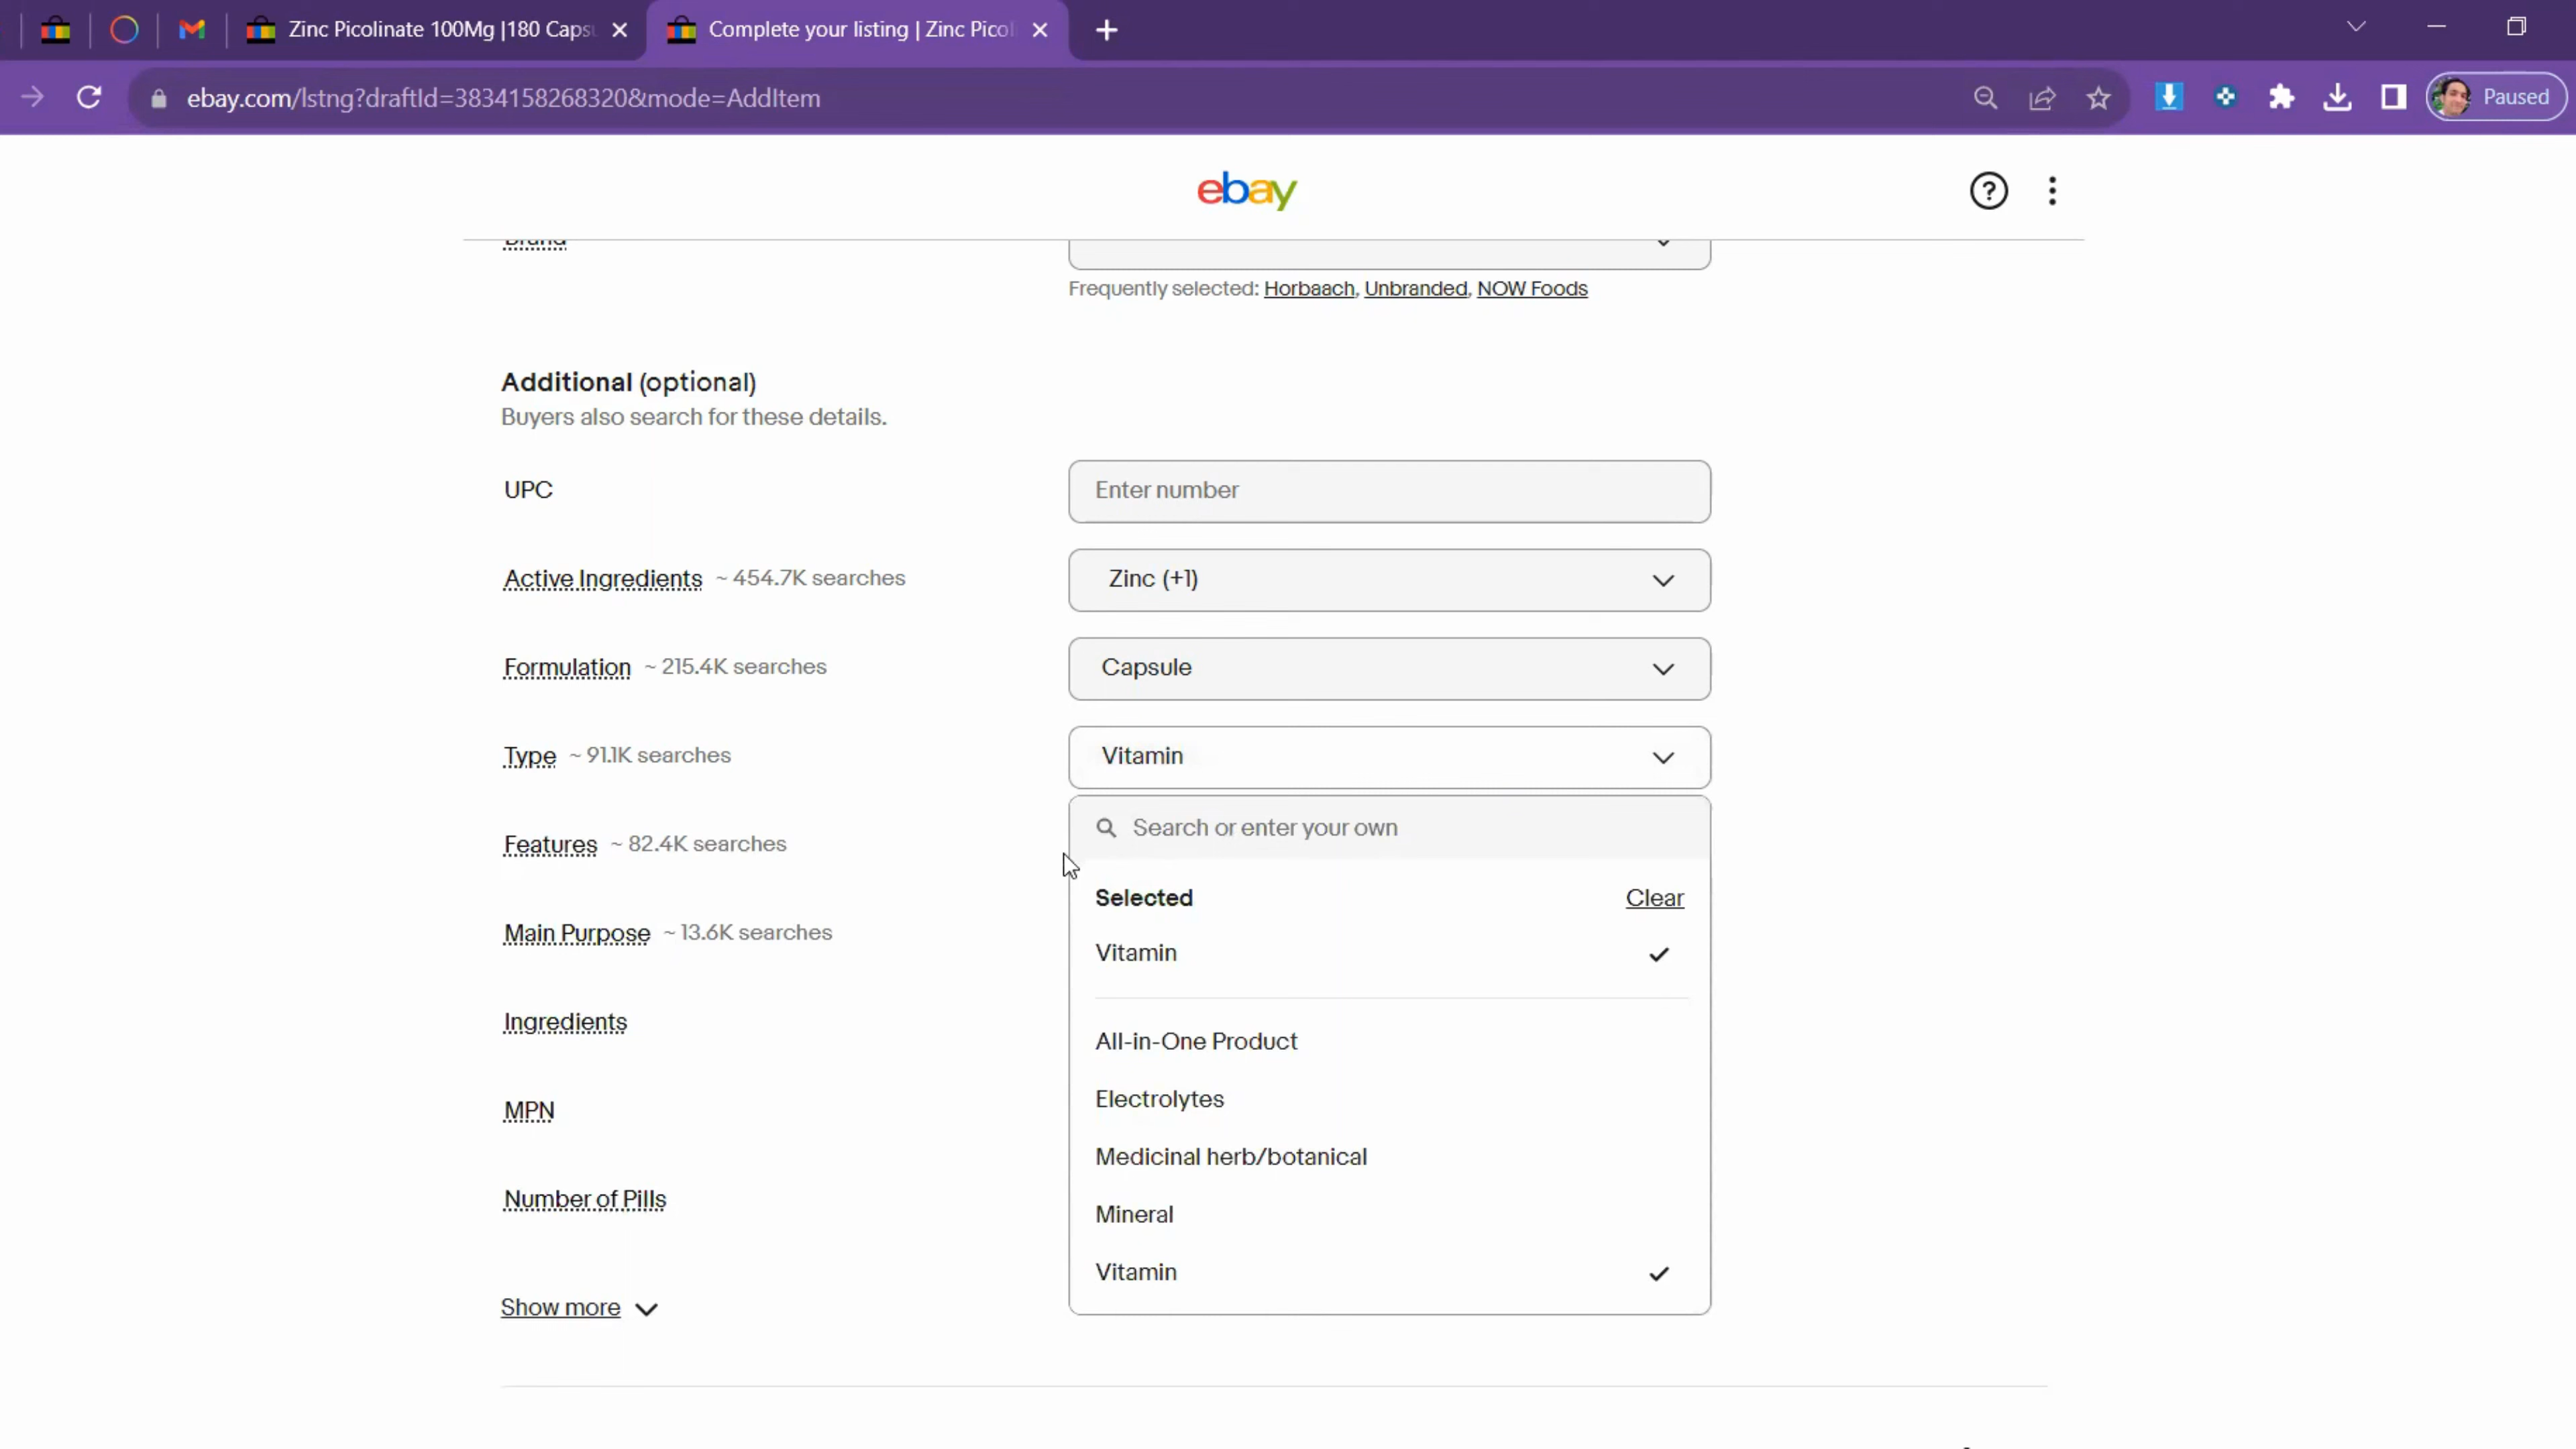 Zinc Picolinate 100Mg |180 Caps
Complete your listing | Zinc Picol
ebay.com/lstng?draftId=3834158268320&mode=AddItem
Paused
ebay
Brand
Frequently selected: Horbaach, Unbranded, NOW Foods
Additional (optional)
Buyers also search for these details.
UPC
Enter number
Active Ingredients ~ 454.7K searches
Zinc (+1)
Formulation ~ 215.4K searches
Capsule
Type ~ 91.1K searches
Vitamin
Search or enter your own
Features ~ 82.4K searches
Selected Clear
Main Purpose ~ 13.6K searches
Vitamin
Ingredients
All-in-One Product
Electrolytes
MPN
Medicinal herb/botanical
Number of Pills
Mineral
Vitamin
Show more